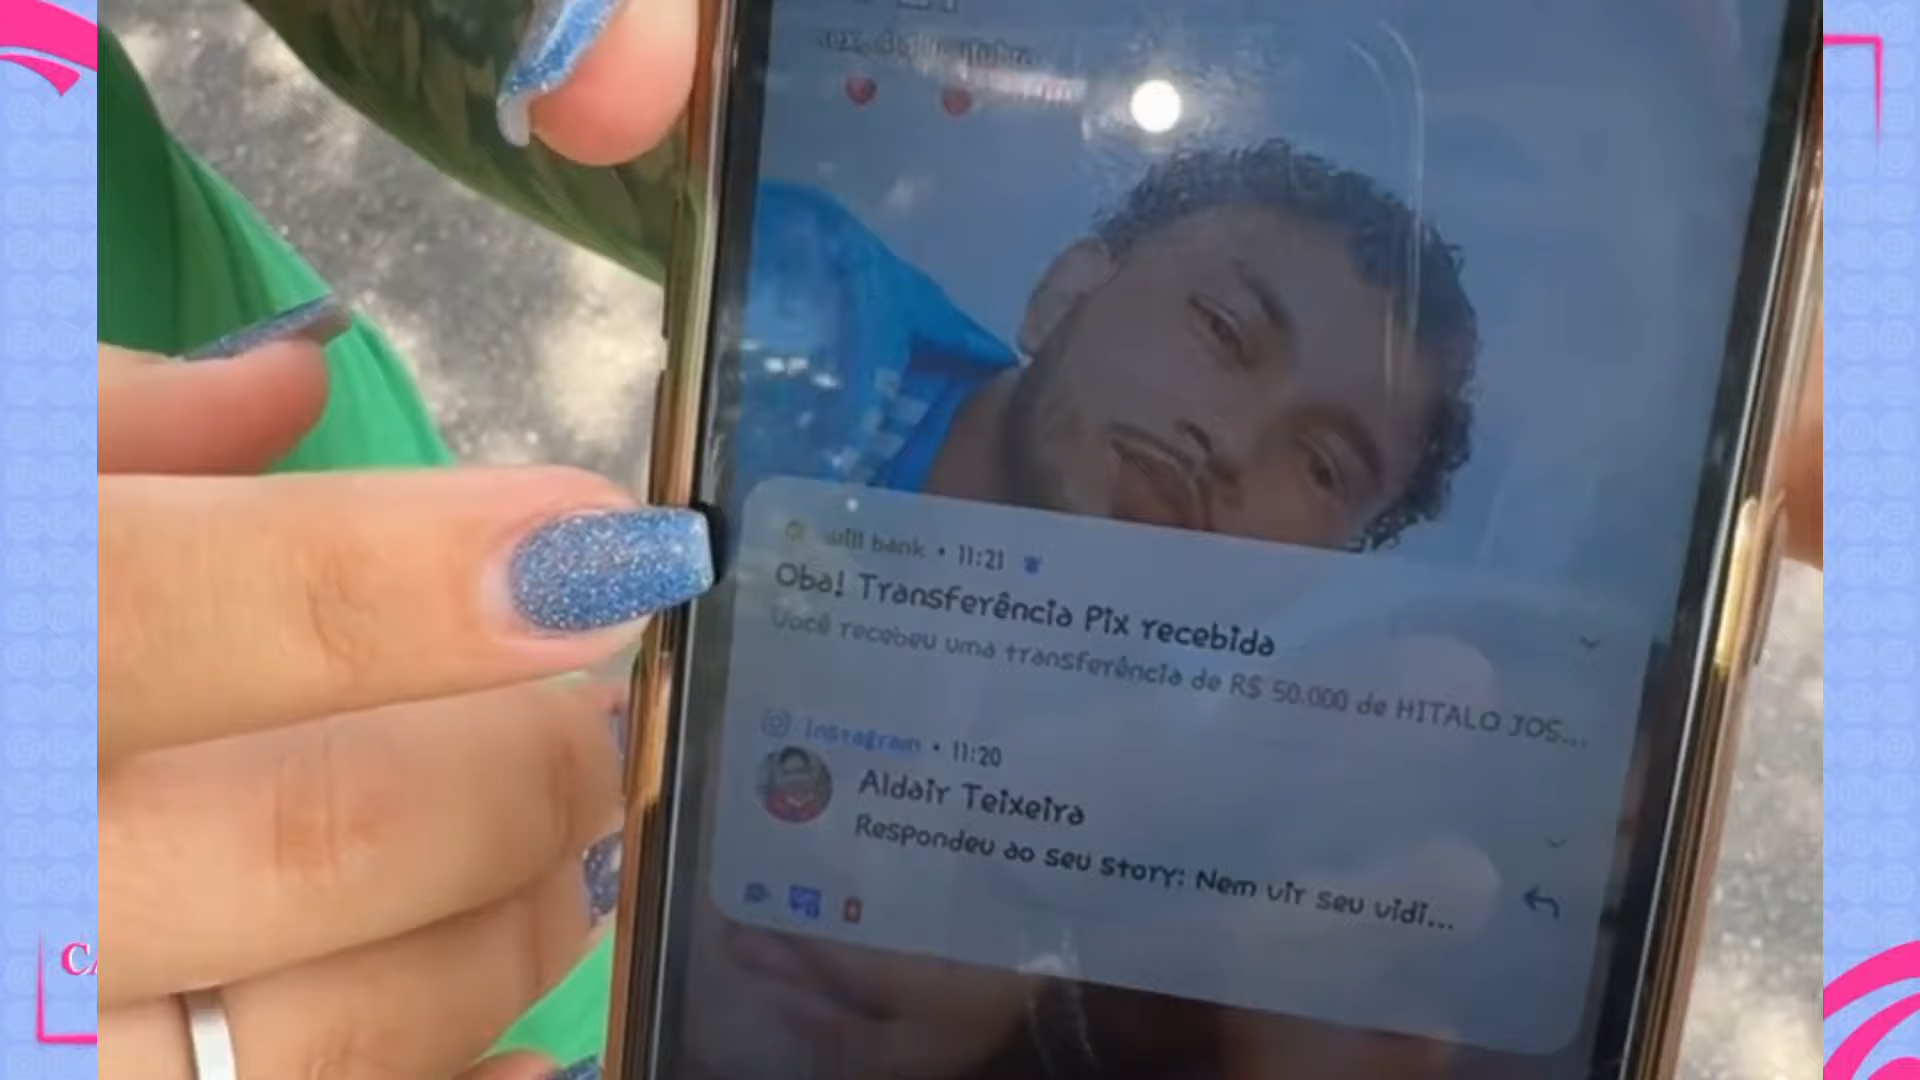 will bank • 11:21
Oba! Transferência Pix recebida
Você recebeu uma transferência de R$ 50.000 de HITALO JOS...
Instagram • 11:20
Aldair Teixeira
Respondeu ao seu story: Nem vir seu vidi...